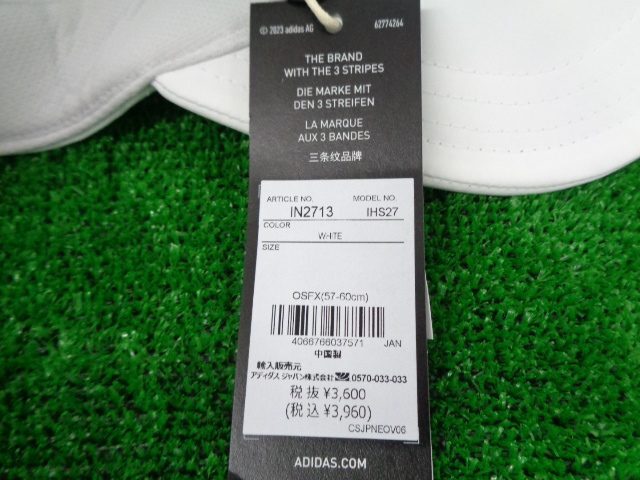 © 2023 adidas AG 62774264
THE BRAND
WITH THE 3 STRIPES
DIE MARKE MIT
DEN 3 STREIFEN
LA MARQUE
AUX 3 BANDES
三条纹品牌
ARTICLE NO. MODEL NO.
IN2713 IHS27
COLOR
WHITE
SIZE
OSFX(57-60cm)
4066766037571 JAN
中国製
輸入販売元
アディダス ジャパン株式会社 0570-033-033
税抜 ¥3,600
(税込 ¥3,960)
CSJPNEOV06
ADIDAS.COM